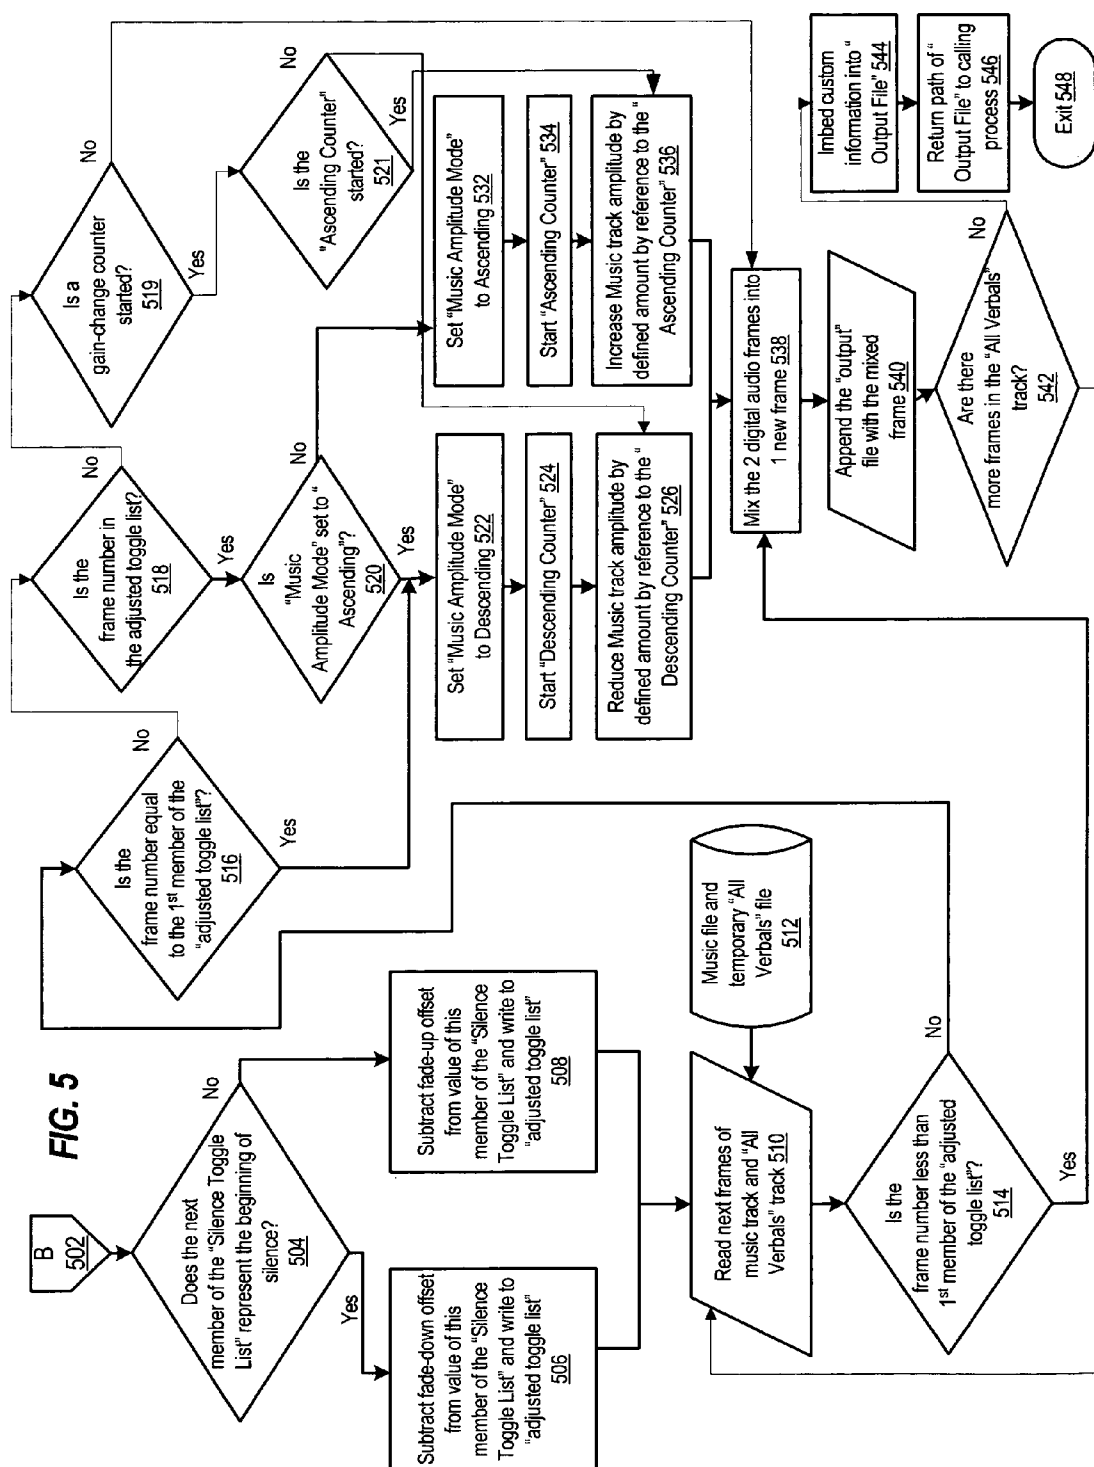 FIG. 5
B
502
Does the next
member of the “Silence Toggle
List” represent the beginning of
silence?
504
Yes
No
Subtract fade-down offset
from value of this
member of the “Silence
Toggle List” and write to
“adjusted toggle list”
506
Subtract fade-up offset
from value of this
member of the “Silence
Toggle List” and write to
“adjusted toggle list”
508
Read next frames of
music track and “All
Verbals” track 510
Music file and
temporary “All
Verbals” file
512
Is the
frame number less than
1st member of the “adjusted
toggle list”?
514
Yes
No
Is the
frame number equal
to the 1st member of the
“adjusted toggle list”?
516
Yes
No
Is the
frame number in
the adjusted toggle list?
518
Yes
No
Is a
gain-change counter
started?
519
Yes
No
Is
“Music
Amplitude Mode” set to “
Ascending”?
520
Yes
No
Is the
"Ascending Counter"
started?
521
Yes
No
Set “Music Amplitude Mode”
to Descending 522
Start “Descending Counter” 524
Reduce Music track amplitude by
defined amount by reference to the “
Descending Counter” 526
Set “Music Amplitude Mode”
to Ascending 532
Start “Ascending Counter” 534
Increase Music track amplitude by
defined amount by reference to the “
Ascending Counter” 536
Mix the 2 digital audio frames into
1 new frame 538
Append the “output”
file with the mixed
frame 540
Are there
more frames in the “All Verbals”
track?
542
No
Imbed custom
information into “
Output File” 544
Return path of “
Output File” to calling
process 546
Exit 548